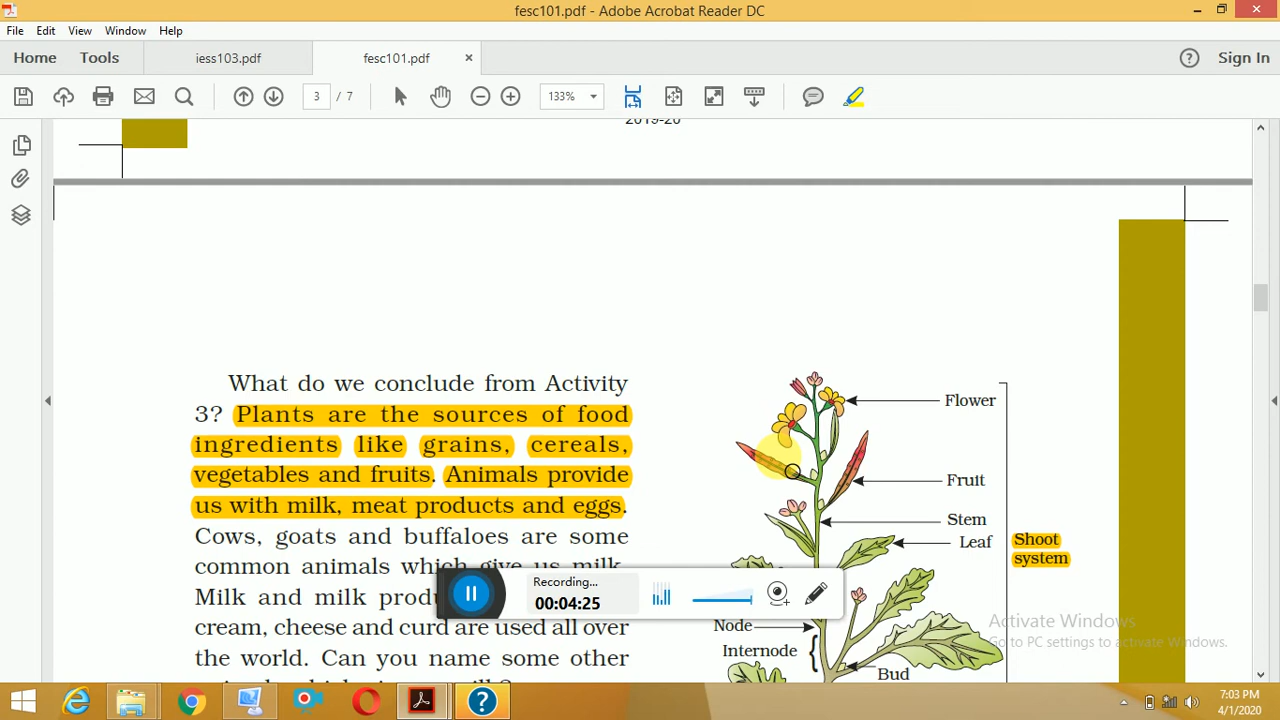 fesc101.pdf - Adobe Acrobat Reader DC
File Edit View Window Help
Home Tools iess103.pdf fesc101.pdf × ? Sign In
3 / 7 133%
2019-20
What do we conclude from Activity
3? Plants are the sources of food
ingredients like grains, cereals,
vegetables and fruits. Animals provide
us with milk, meat products and eggs.
Cows, goats and buffaloes are some
common animals which give us milk.
Milk and milk prod
cream, cheese and curd are used all over
the world. Can you name some other
Flower
Fruit
Stem
Leaf
Shoot
system
Node
Internode
Bud
Recording...
00:04:25
Activate Windows
Go to PC settings to activate Windows.
7:03 PM
4/1/2020